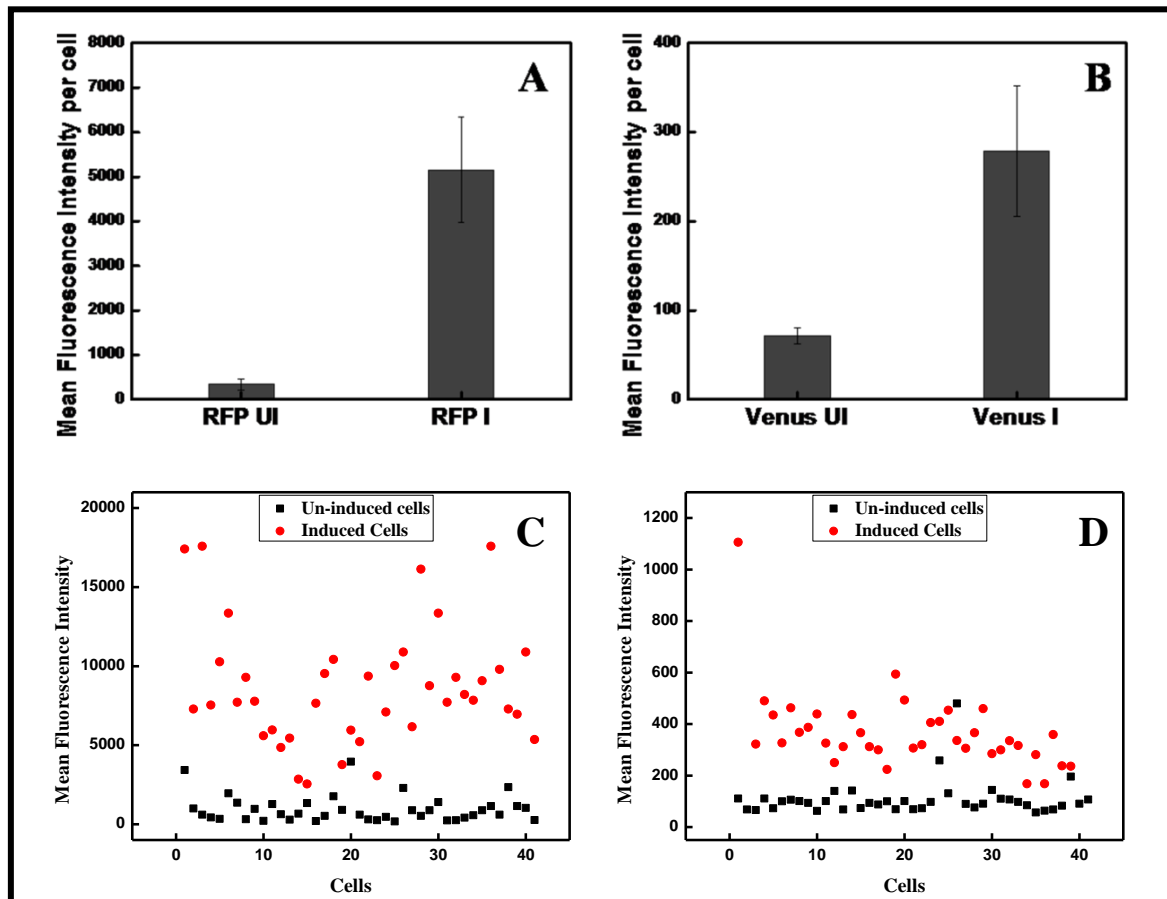 A
Mean Fluorescence Intensity per cell
8000
7000
6000
5000
4000
3000
2000
1000
0
RFP UI
RFP I
B
Mean Fluorescence Intensity per cell
400
300
200
100
0
Venus UI
Venus I
C
Un-induced cells
Induced Cells
Mean Fluorescence Intensity
20000
15000
10000
5000
0
0
10
20
30
40
Cells
D
Un-induced cells
Induced Cells
Mean Fluorescence Intensity
1200
1000
800
600
400
200
0
0
10
20
30
40
Cells